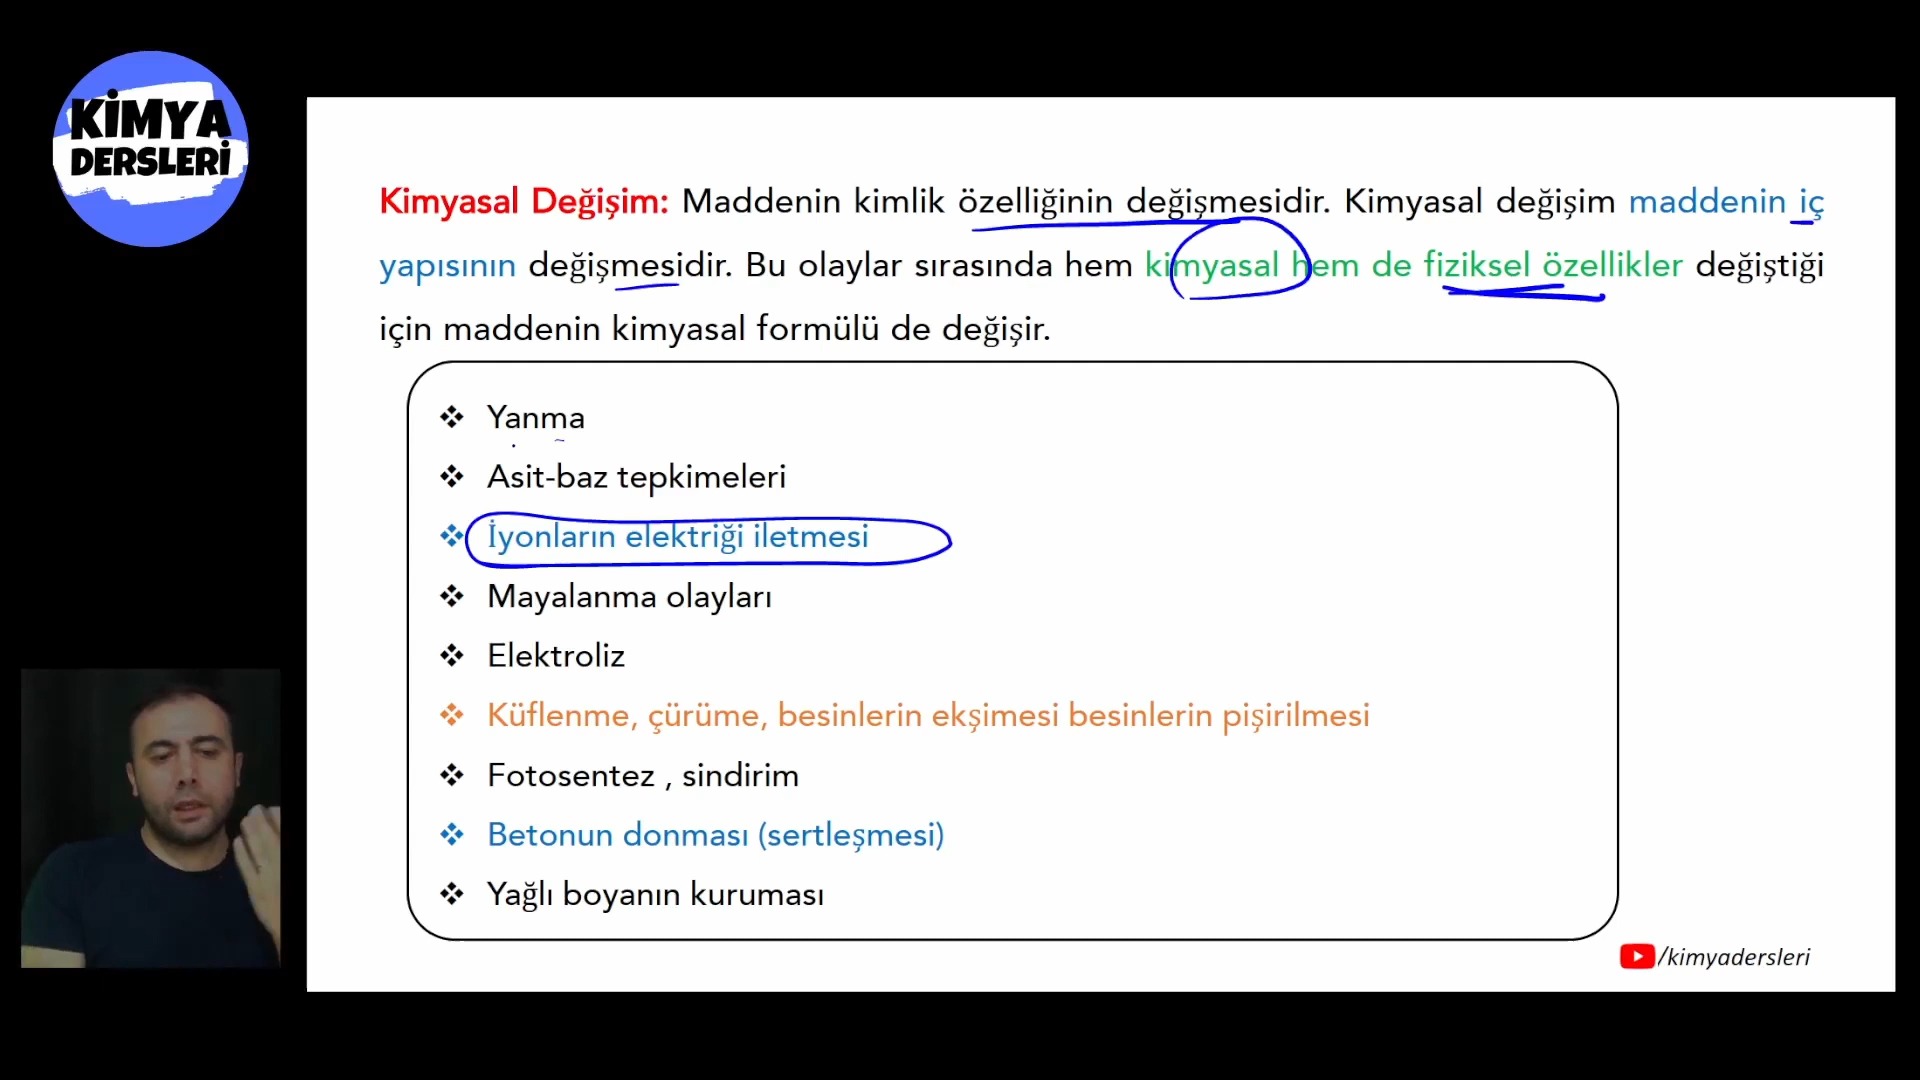 KİMYA
DERSLERİ
Kimyasal Değişim: Maddenin kimlik özelliğinin değişmesidir. Kimyasal değişim maddenin iç
yapısının değişmesidir. Bu olaylar sırasında hem kimyasal hem de fiziksel özellikler değiştiği
için maddenin kimyasal formülü de değişir.
❖ Yanma
❖ Asit-baz tepkimeleri
❖ İyonların elektriği iletmesi
❖ Mayalanma olayları
❖ Elektroliz
❖ Küflenme, çürüme, besinlerin ekşimesi besinlerin pişirilmesi
❖ Fotosentez , sindirim
❖ Betonun donması (sertleşmesi)
❖ Yağlı boyanın kuruması
/kimyadersleri